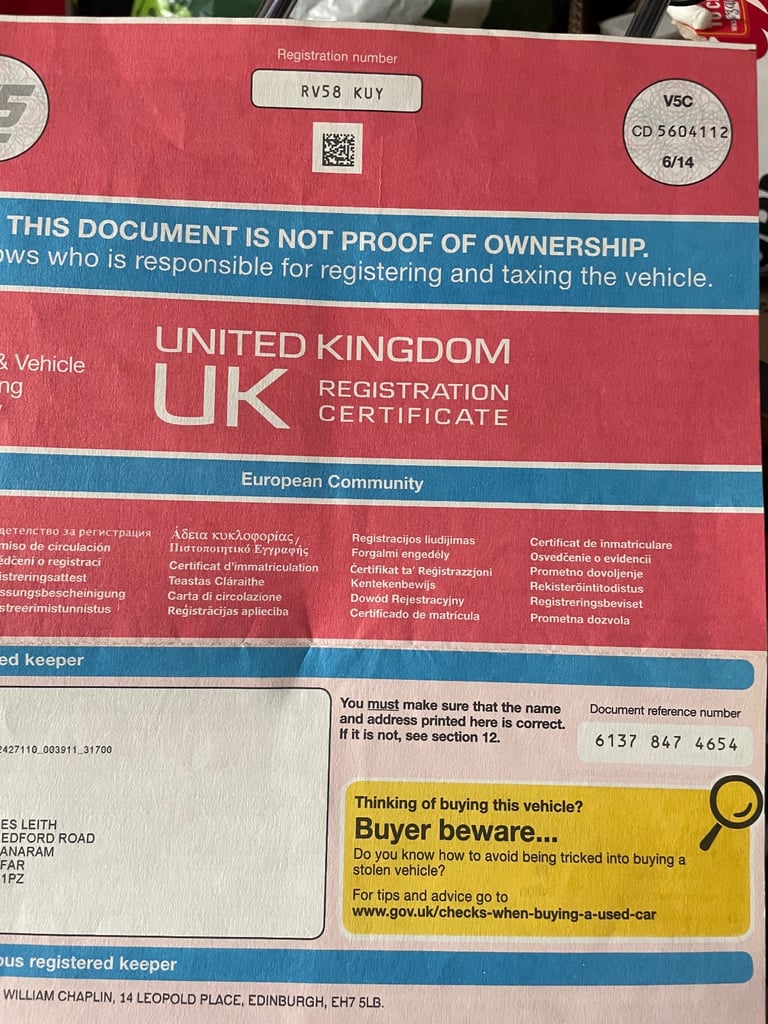 Registration number
RV58 KUY
V5C
CD 5604112
6/14
THIS DOCUMENT IS NOT PROOF OF OWNERSHIP.
ows who is responsible for registering and taxing the vehicle.
& Vehicle
ng
UNITED KINGDOM
UK REGISTRATION
CERTIFICATE
European Community
детелство за регистрация
miso de circulación
ědčení o registraci
istreringsattest
ssungsbescheinigung
streerimistunnistus
Άδεια κυκλοφορίας/
Πιστοποιητικό Εγγραφής
Certificat d'immatriculation
Teastas Cláraithe
Carta di circolazione
Reģistrācijas apliecība
Registracijos liudijimas
Forgalmi engedély
Ċertifikat ta' Reġistrazzjoni
Kentekenbewijs
Dowód Rejestracyjny
Certificado de matrícula
Certificat de înmatriculare
Osvedčenie o evidencii
Prometno dovoljenje
Rekisteröintitodistus
Registreringsbeviset
Prometna dozvola
ed keeper
2427110_003911_31700
ES LEITH
EDFORD ROAD
ANARAM
FAR
1PZ
You must make sure that the name
and address printed here is correct.
If it is not, see section 12.
Document reference number
6137 847 4654
Thinking of buying this vehicle?
Buyer beware...
Do you know how to avoid being tricked into buying a
stolen vehicle?
For tips and advice go to
www.gov.uk/checks-when-buying-a-used-car
ous registered keeper
WILLIAM CHAPLIN, 14 LEOPOLD PLACE, EDINBURGH, EH7 5LB.